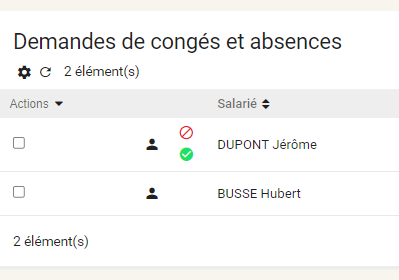 Demandes de congés et absences
2 élément(s)
Actions Salarié
DUPONT Jérôme
BUSSE Hubert
2 élément(s)